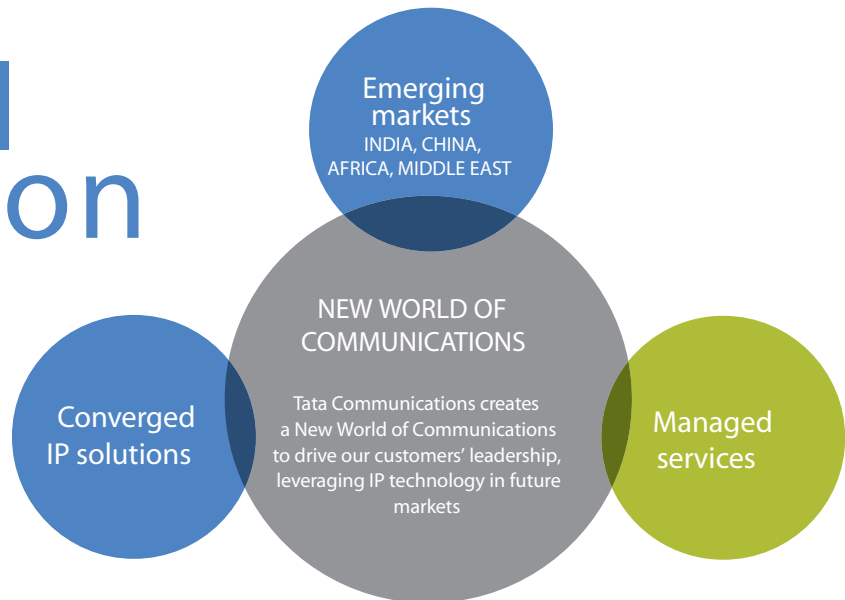 on
Emerging
markets
INDIA, CHINA,
AFRICA, MIDDLE EAST
NEW WORLD OF
COMMUNICATIONS
Tata Communications creates
a New World of Communications
to drive our customers’ leadership,
leveraging IP technology in future
markets
Converged
IP solutions
Managed
services